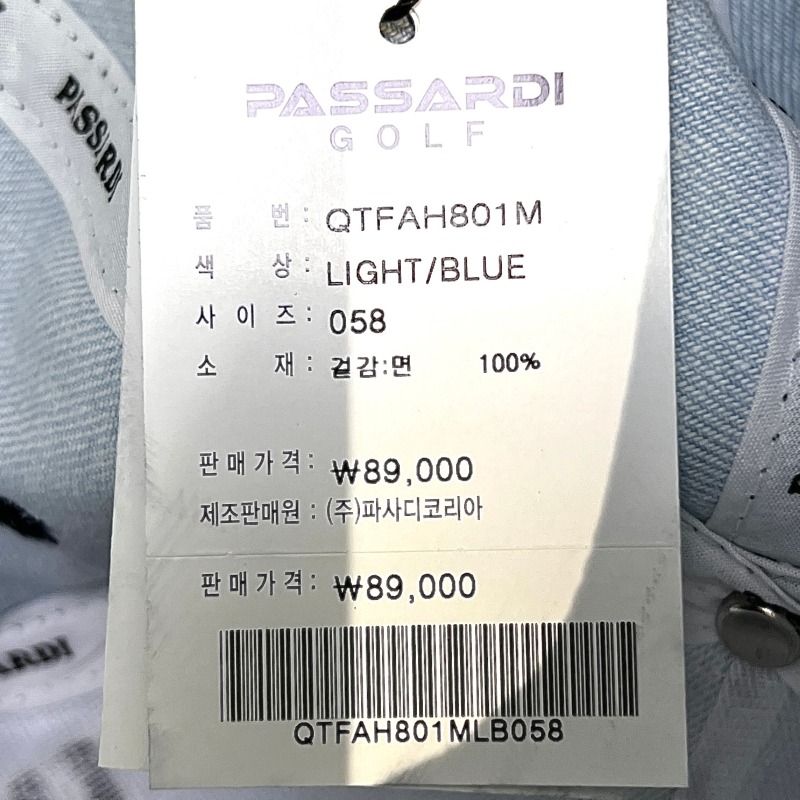 PASSARDI
GOLF
PASSARDI
품 번 : QTFAH801M
색 상 : LIGHT/BLUE
사 이 즈 : 058
소 재 : 겉감:면 100%
판매가격 : ₩89,000
제조판매원 : (주)파사디코리아
판매가격 : ₩89,000
QTFAH801MLB058
ARDI